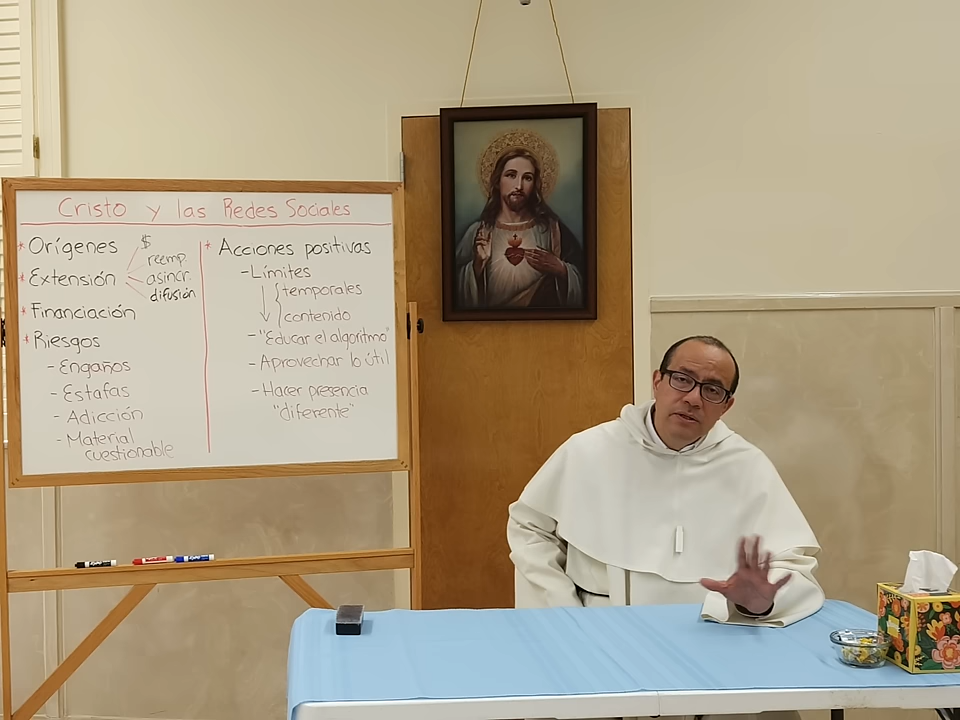 Cristo y las Redes Sociales
* Orígenes
* Extensión
$
reemp.
asincr.
difusión
* Financiación
* Riesgos
- Engaños
- Estafas
- Adicción
- Material
cuestionable
* Acciones positivas
- Límites
temporales
contenido
- "Educar el algoritmo"
- Aprovechar lo útil
- Hacer presencia
"diferente"